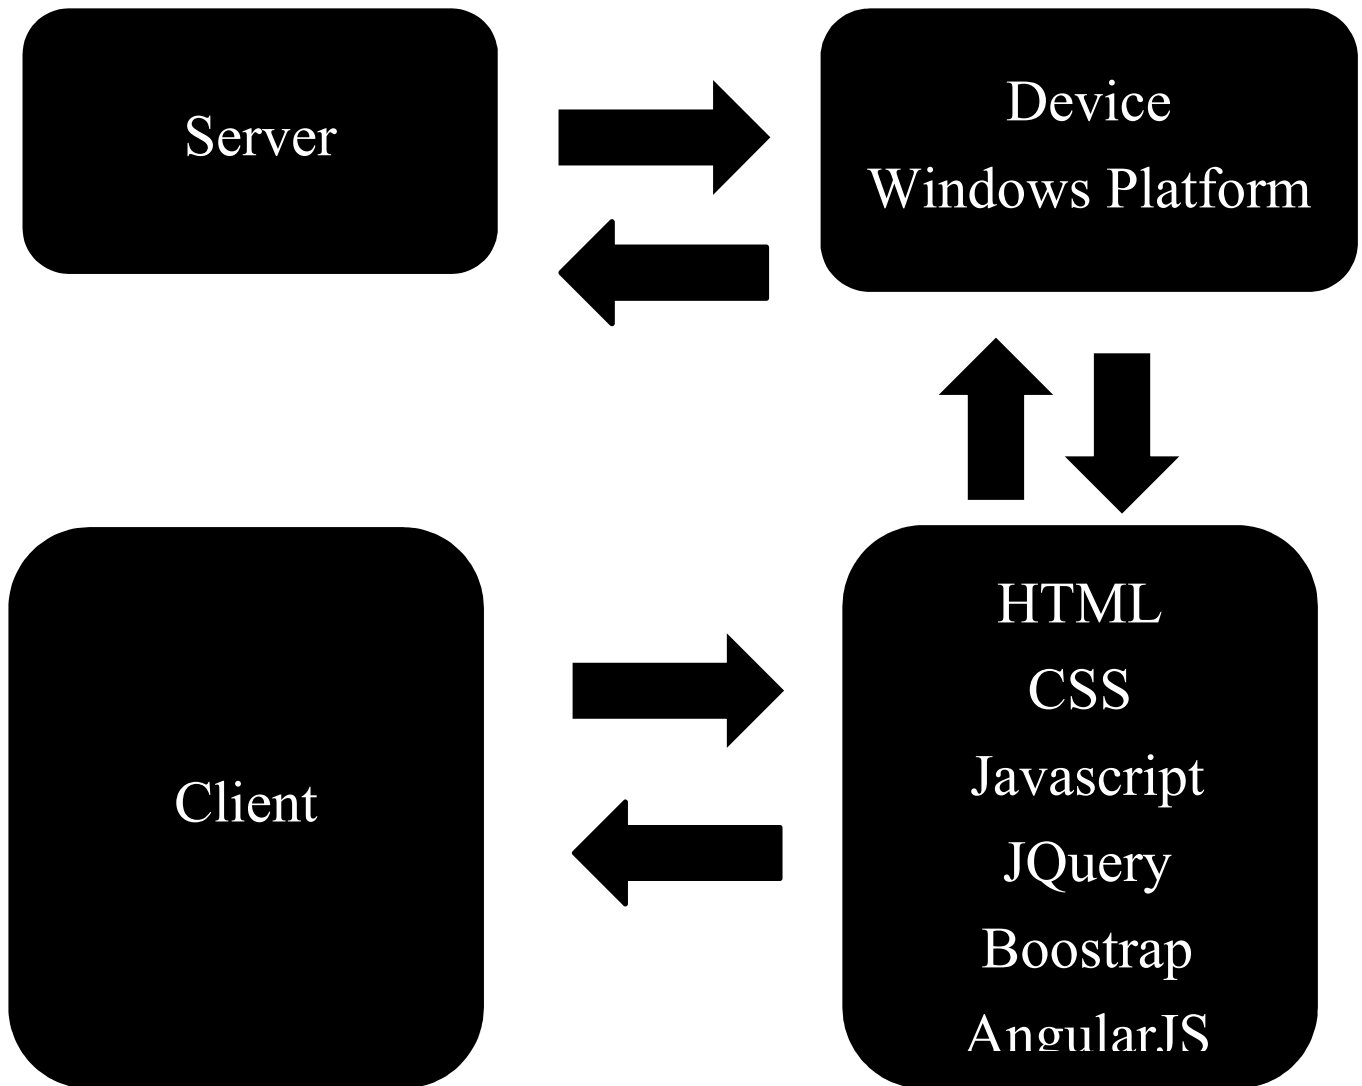 Server
Device
Windows Platform
Client
HTML
CSS
Javascript
JQuery
Boostrap
AngularJS